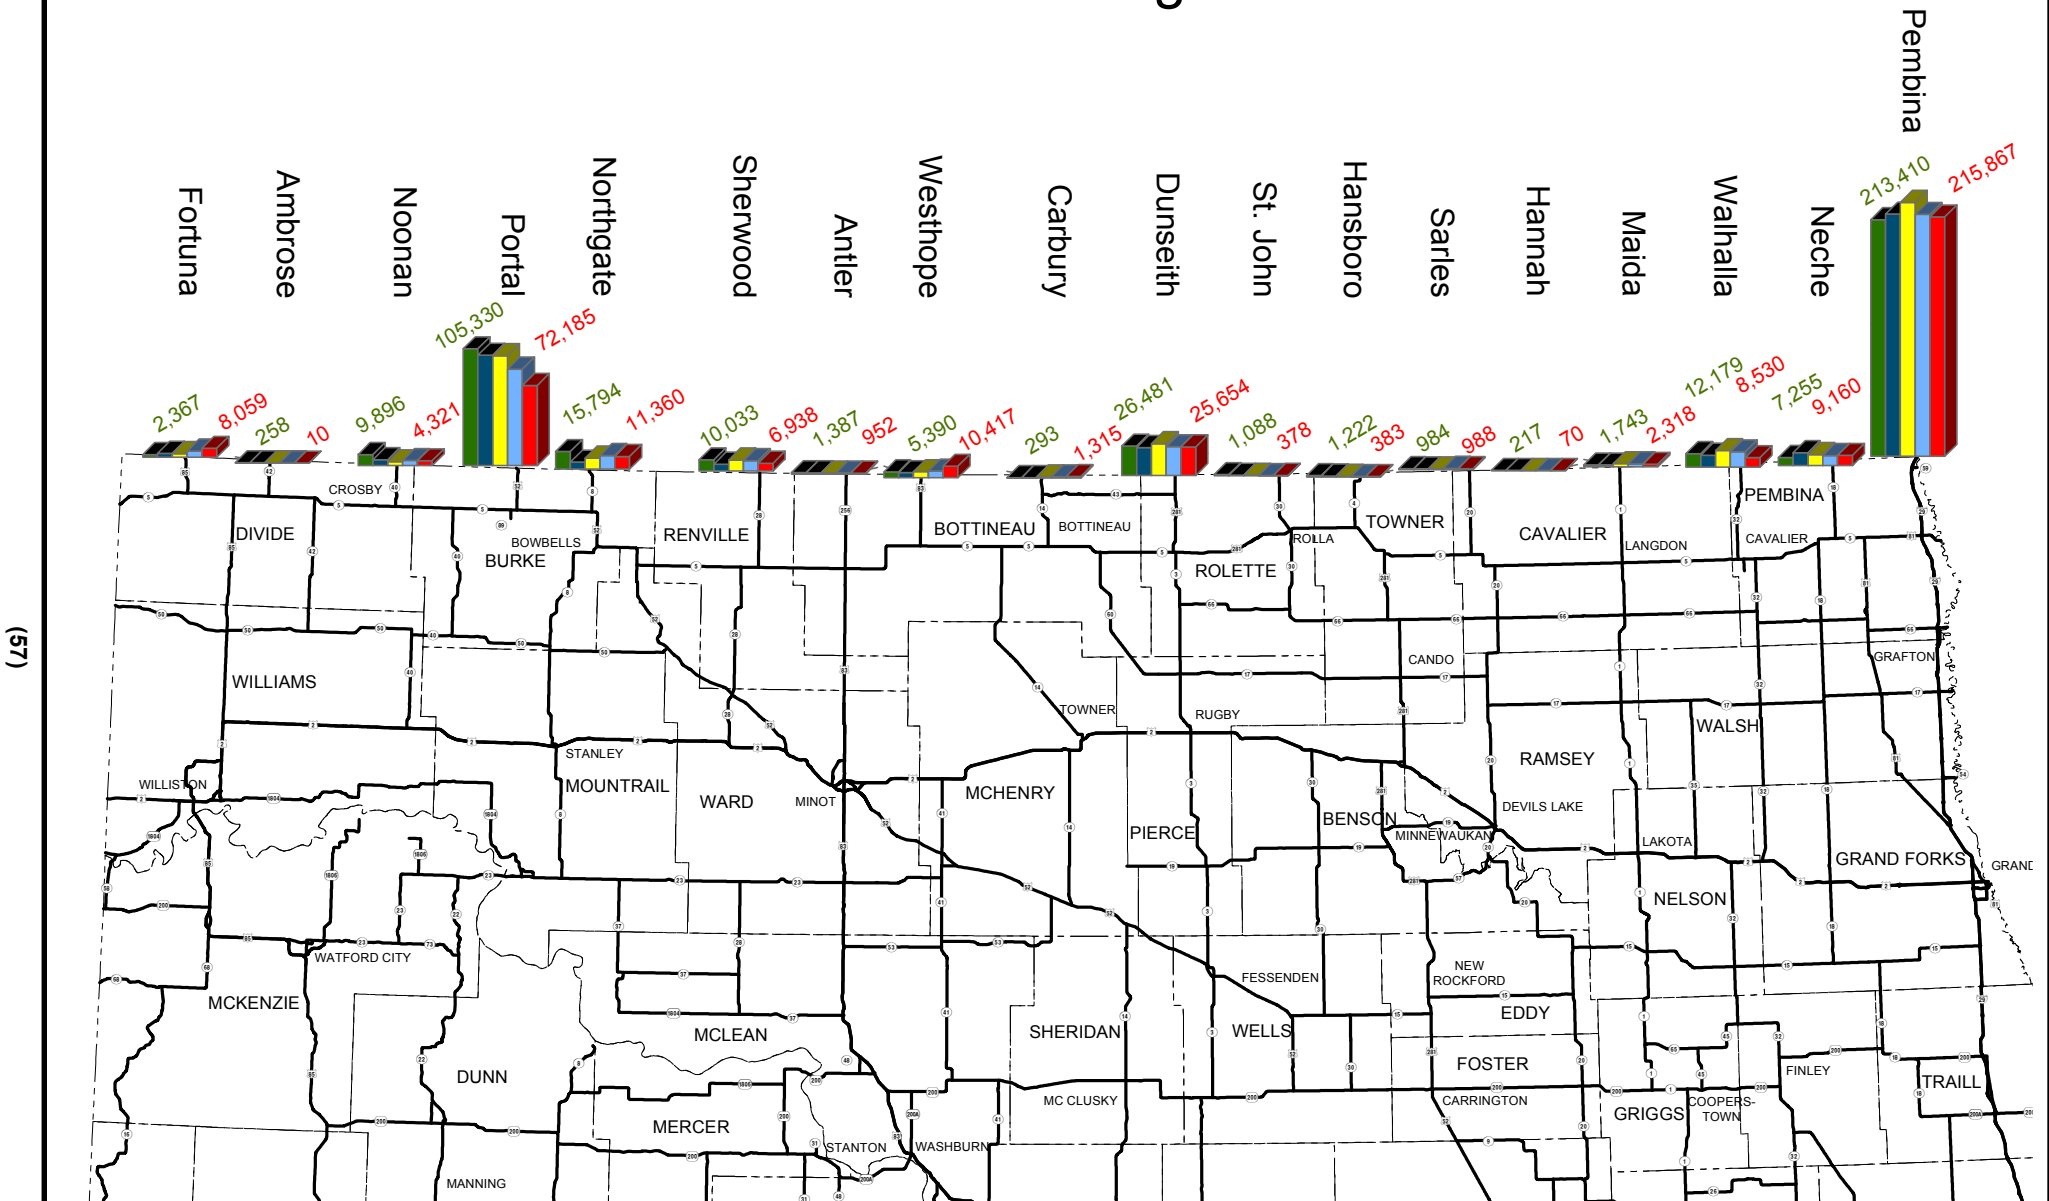 Fortuna
Ambrose
Noonan
Portal
Northgate
Sherwood
Antler
Westhope
Carbury
Dunseith
St. John
Hansboro
Sarles
Hannah
Maida
Walhalla
Neche
Pembina
2,367
8,059
258
10
9,896
4,321
105,330
72,185
15,794
11,360
10,033
6,938
1,387
952
5,390
10,417
293
1,315
26,481
25,654
1,088
378
1,222
383
984
988
217
70
1,743
2,318
12,179
8,530
7,255
9,160
213,410
215,867
CROSBY
DIVIDE
BOWBELLS
BURKE
RENVILLE
BOTTINEAU
BOTTINEAU
ROLLA
ROLETTE
TOWNER
CAVALIER
LANGDON
PEMBINA
CAVALIER
(57)
WILLIAMS
CANDO
GRAFTON
TOWNER
RUGBY
WALSH
STANLEY
WILLISTON
MOUNTRAIL
WARD
MINOT
MCHENRY
PIERCE
BENSON
MINNEWAUKAN
RAMSEY
DEVILS LAKE
LAKOTA
GRAND FORKS
GRAND
NELSON
WATFORD CITY
MCKENZIE
FESSENDEN
NEW
ROCKFORD
EDDY
MCLEAN
SHERIDAN
WELLS
FOSTER
DUNN
MERCER
MC CLUSKY
CARRINGTON
GRIGGS
COOPERS-
TOWN
FINLEY
TRAILL
STANTON
WASHBURN
MANNING